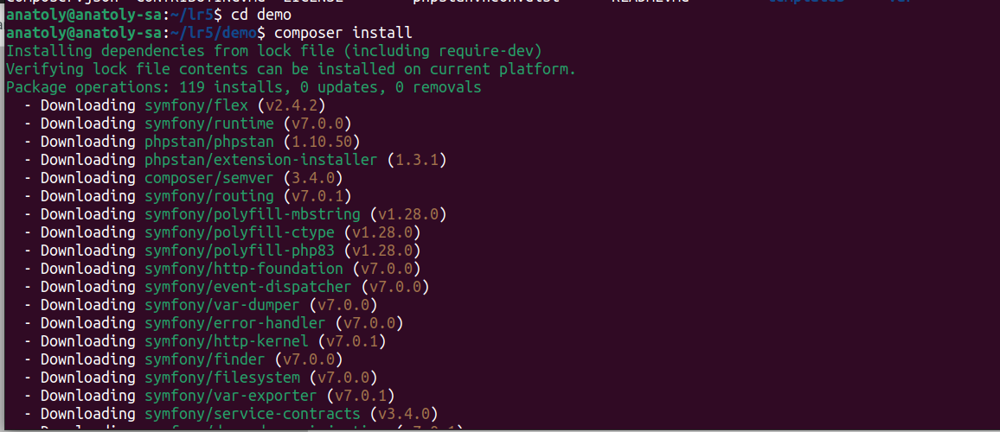 anatoly@anatoly-sa:~/lr5$ cd demo
anatoly@anatoly-sa:~/lr5/demo$ composer install
Installing dependencies from lock file (including require-dev)
Verifying lock file contents can be installed on current platform.
Package operations: 119 installs, 0 updates, 0 removals
  - Downloading symfony/flex (v2.4.2)
  - Downloading symfony/runtime (v7.0.0)
  - Downloading phpstan/phpstan (1.10.50)
  - Downloading phpstan/extension-installer (1.3.1)
  - Downloading composer/semver (3.4.0)
  - Downloading symfony/routing (v7.0.1)
  - Downloading symfony/polyfill-mbstring (v1.28.0)
  - Downloading symfony/polyfill-ctype (v1.28.0)
  - Downloading symfony/polyfill-php83 (v1.28.0)
  - Downloading symfony/http-foundation (v7.0.0)
  - Downloading symfony/event-dispatcher (v7.0.0)
  - Downloading symfony/var-dumper (v7.0.0)
  - Downloading symfony/error-handler (v7.0.0)
  - Downloading symfony/http-kernel (v7.0.1)
  - Downloading symfony/finder (v7.0.0)
  - Downloading symfony/filesystem (v7.0.0)
  - Downloading symfony/var-exporter (v7.0.1)
  - Downloading symfony/service-contracts (v3.4.0)